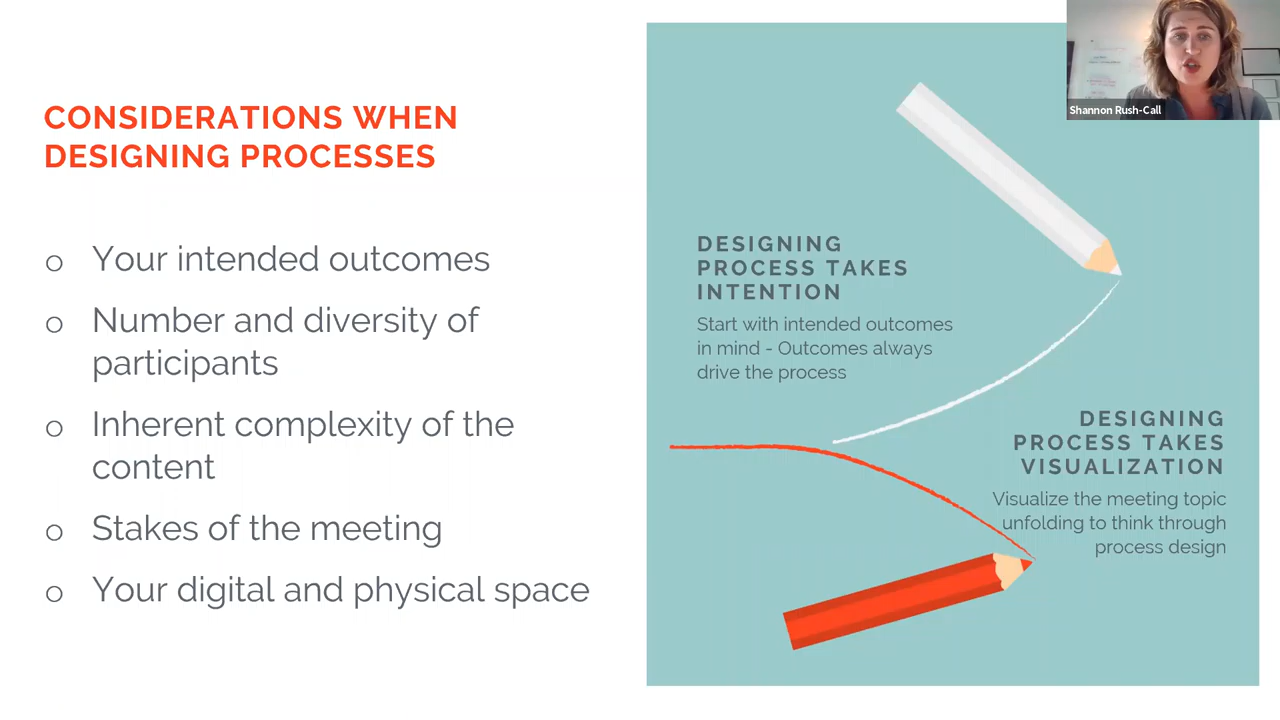 CONSIDERATIONS WHEN
DESIGNING PROCESSES
o Your intended outcomes
o Number and diversity of
participants
o Inherent complexity of the
content
o Stakes of the meeting
o Your digital and physical space
DESIGNING
PROCESS TAKES
INTENTION
Start with intended outcomes
in mind - Outcomes always
drive the process
DESIGNING
PROCESS TAKES
VISUALIZATION
Visualize the meeting topic
unfolding to think through
process design
Shannon Rush-Call